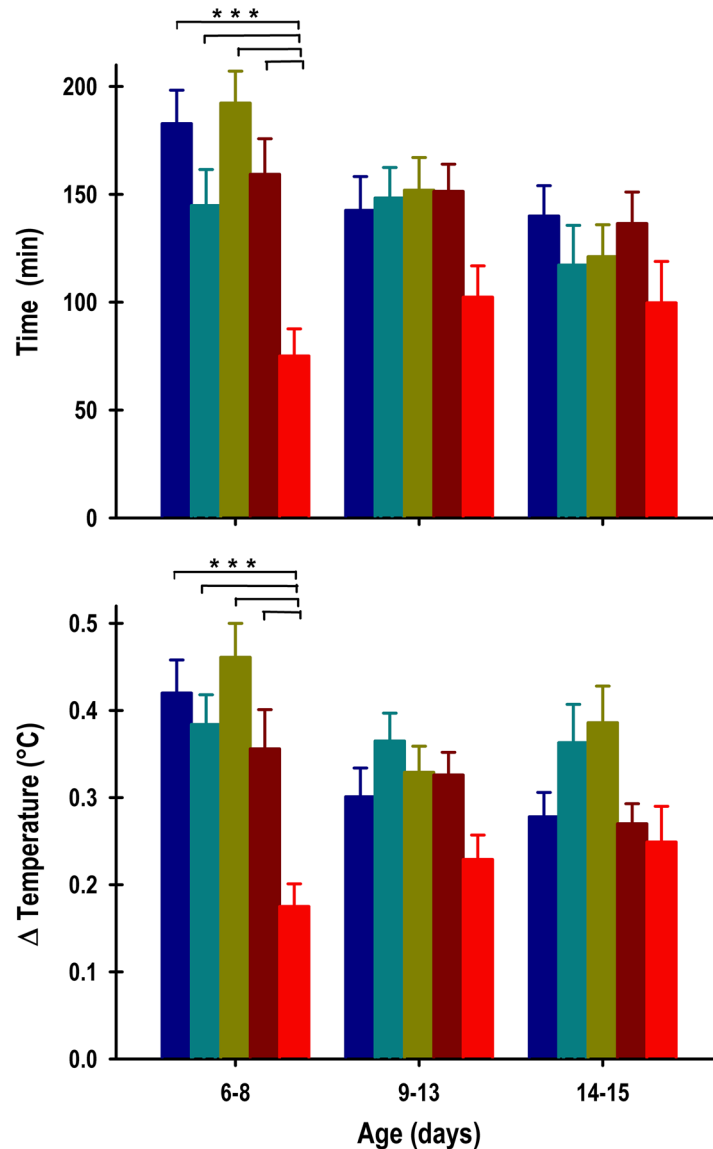 * * *
200
150
100
50
0
Time (min)
* * *
0.5
0.4
0.3
0.2
0.1
0.0
Δ Temperature (°C)
6-8 9-13 14-15
Age (days)